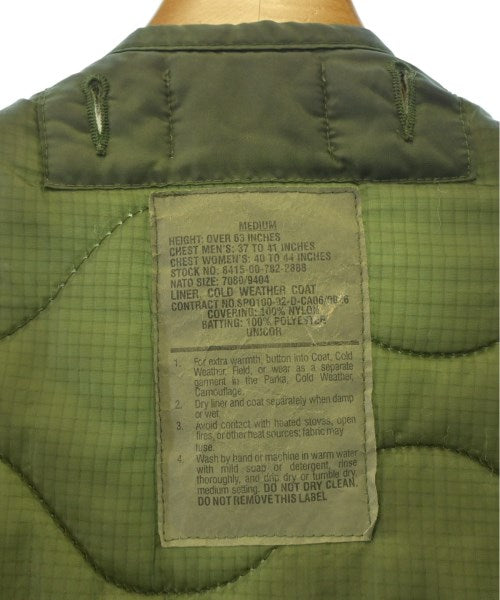 MEDIUM
HEIGHT: OVER 63 INCHES
CHEST MEN'S: 37 TO 41 INCHES
CHEST WOMEN'S: 40 TO 44 INCHES
STOCK NO: 8415-00-782-2888
NATO SIZE: 7080/9404
LINER, COLD WEATHER COAT
CONTRACT NO.SPO100-92-D-CA06/
COVERING: 100% NYLON
BATTING: 100% POLYESTER
UNICOR
1. For extra warmth, button into Coat, Cold
Weather, Field, or wear as a separate
garment in the Parka, Cold Weather,
Camouflage.
2. Dry liner and coat separately when damp
or wet.
3. Avoid contact with heated stoves, open
fires, or other heat sources; fabric may
fuse.
4. Wash by hand or machine in warm water
with mild soap or detergent, rinse
thoroughly, and drip dry or tumble dry,
medium setting. DO NOT DRY CLEAN.
DO NOT REMOVE THIS LABEL